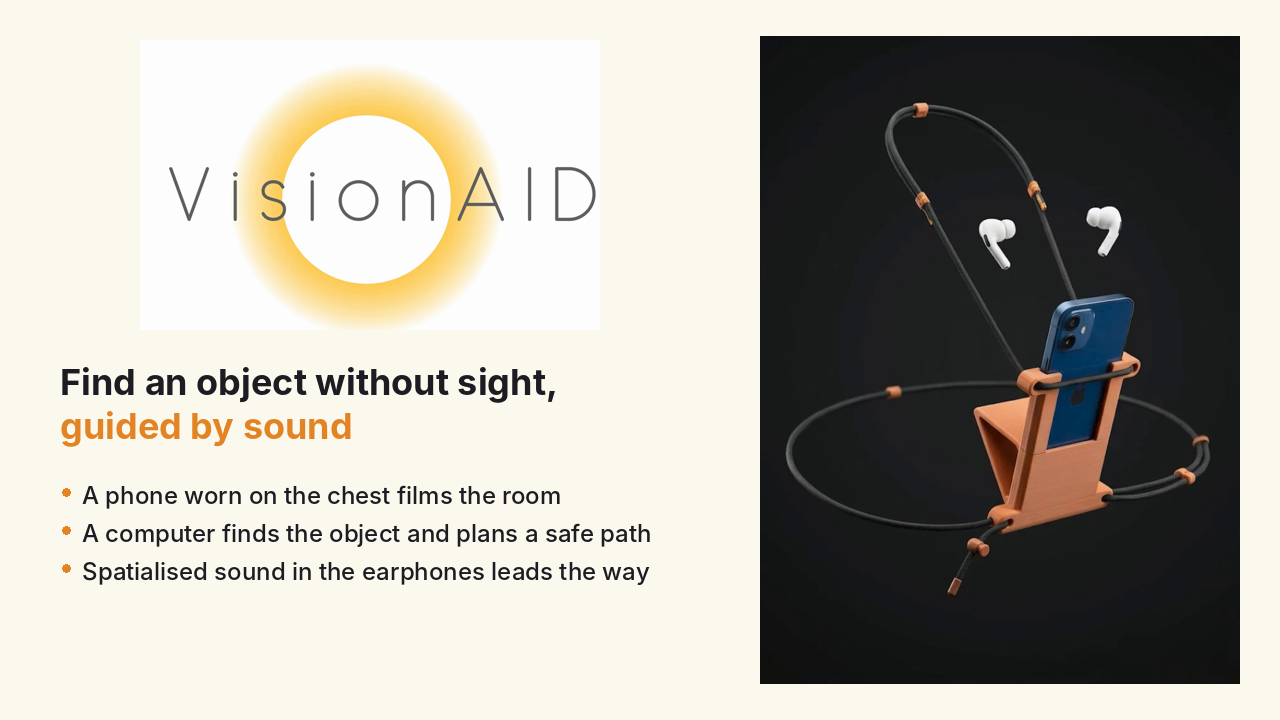 VisionAID
Find an object without sight,
guided by sound
A phone worn on the chest films the room
A computer finds the object and plans a safe path
Spatialised sound in the earphones leads the way